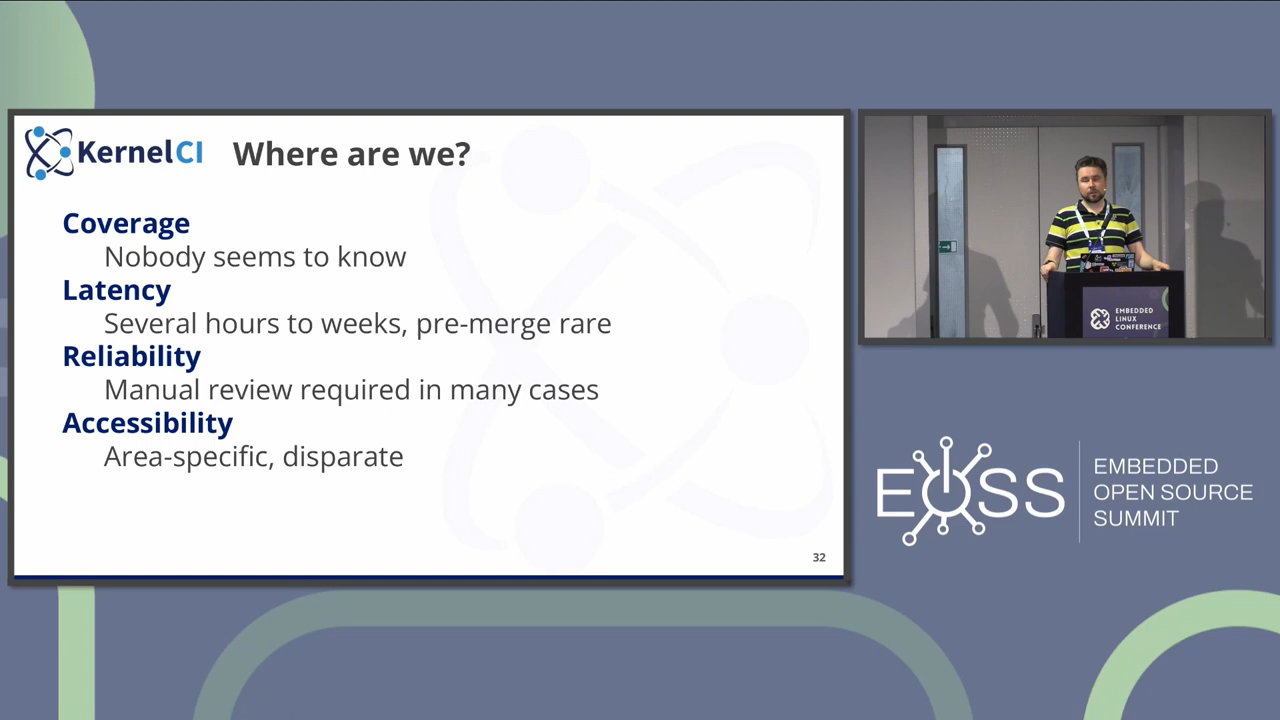 KernelCI
Where are we?
Coverage
Nobody seems to know
Latency
Several hours to weeks, pre-merge rare
Reliability
Manual review required in many cases
Accessibility
Area-specific, disparate
32
EMBEDDED
LINUX
CONFERENCE
EOSS
EMBEDDED
OPEN SOURCE
SUMMIT